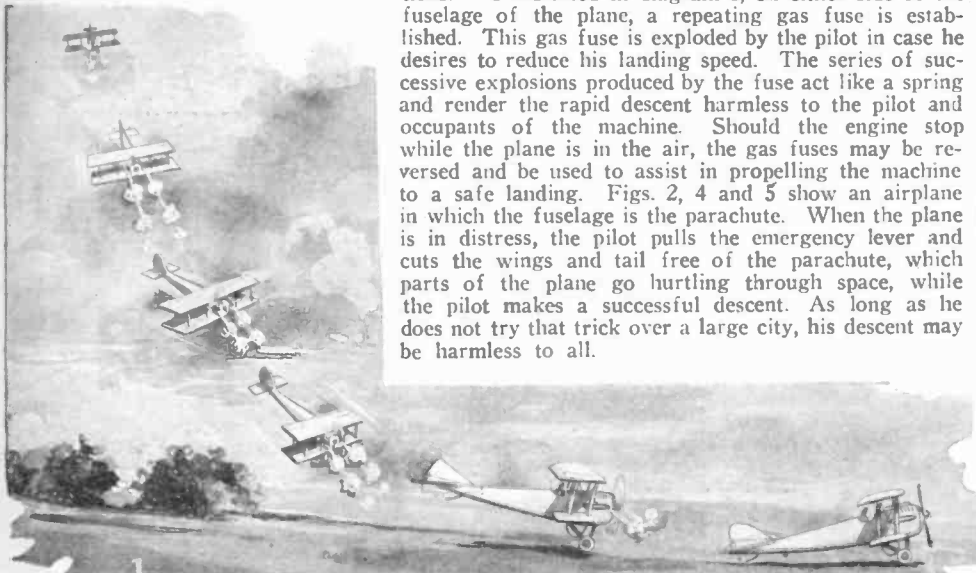 fuselage of the plane, a repeating gas fuse is estab-
lished. This gas fuse is exploded by the pilot in case he
desires to reduce his landing speed. The series of suc-
cessive explosions produced by the fuse act like a spring
and render the rapid descent harmless to the pilot and
occupants of the machine. Should the engine stop
while the plane is in the air, the gas fuses may be re-
versed and be used to assist in propelling the machine
to a safe landing. Figs. 2, 4 and 5 show an airplane
in which the fuselage is the parachute. When the plane
is in distress, the pilot pulls the emergency lever and
cuts the wings and tail free of the parachute, which
parts of the plane go hurtling through space, while
the pilot makes a successful descent. As long as he
does not try that trick over a large city, his descent may
be harmless to all.
1